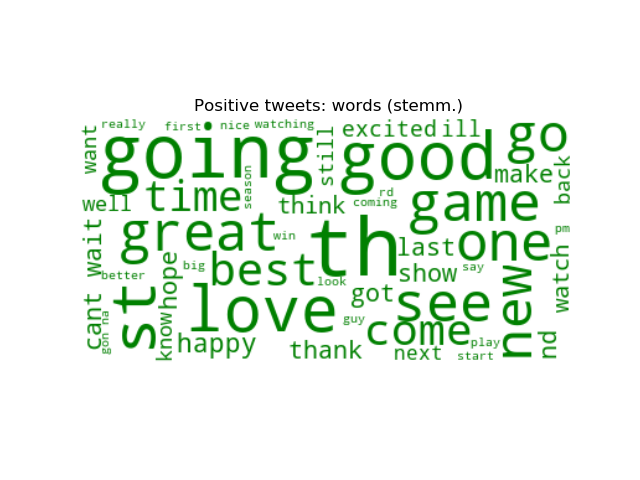 Positive tweets: words (stemm.)
really first nice watching
want going still excited ill good go
make back
well time season think rd coming game
cant wait great win th last one pm
better big best look show say watch
gon na st hope love got see new
know guy come play
happy thank next start nd